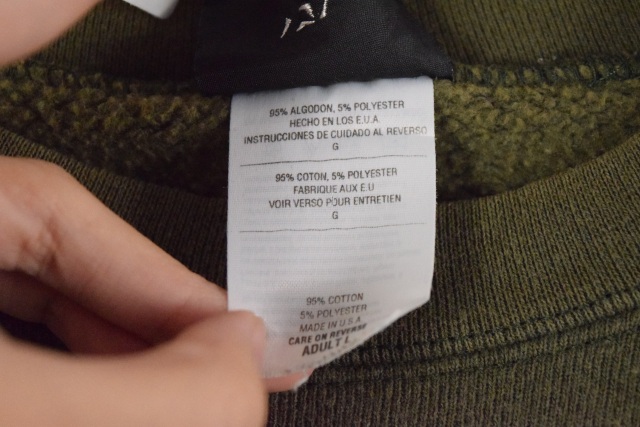 95% ALGODON, 5% POLYESTER
HECHO EN LOS E.U.A.
INSTRUCCIONES DE CUIDADO AL REVERSO
G
95% COTON, 5% POLYESTER
FABRIQUE AUX E.U
VOIR VERSO POUR ENTRETIEN
G
95% COTTON
5% POLYESTER
MADE IN U.S.A.
CARE ON REVERSE
ADULT L